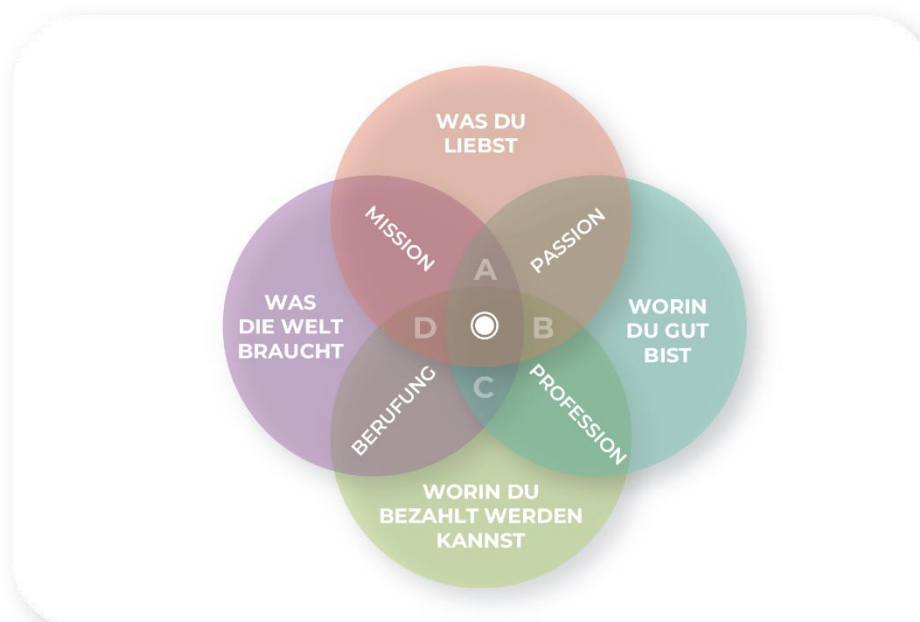 WAS DU
LIEBST
MISSION
PASSION
A
WAS
DIE WELT
BRAUCHT
D
B
WORIN
DU GUT
BIST
C
BERUFUNG
PROFESSION
WORIN DU
BEZAHLT WERDEN
KANNST